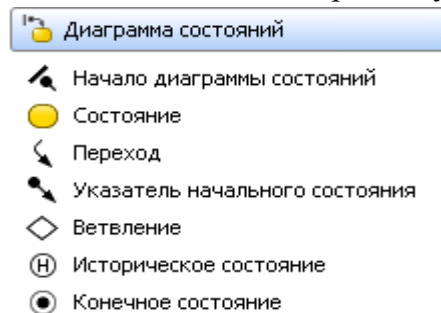 Диаграмма состояний
Начало диаграммы состояний
Состояние
Переход
Указатель начального состояния
Ветвление
H Историческое состояние
Конечное состояние